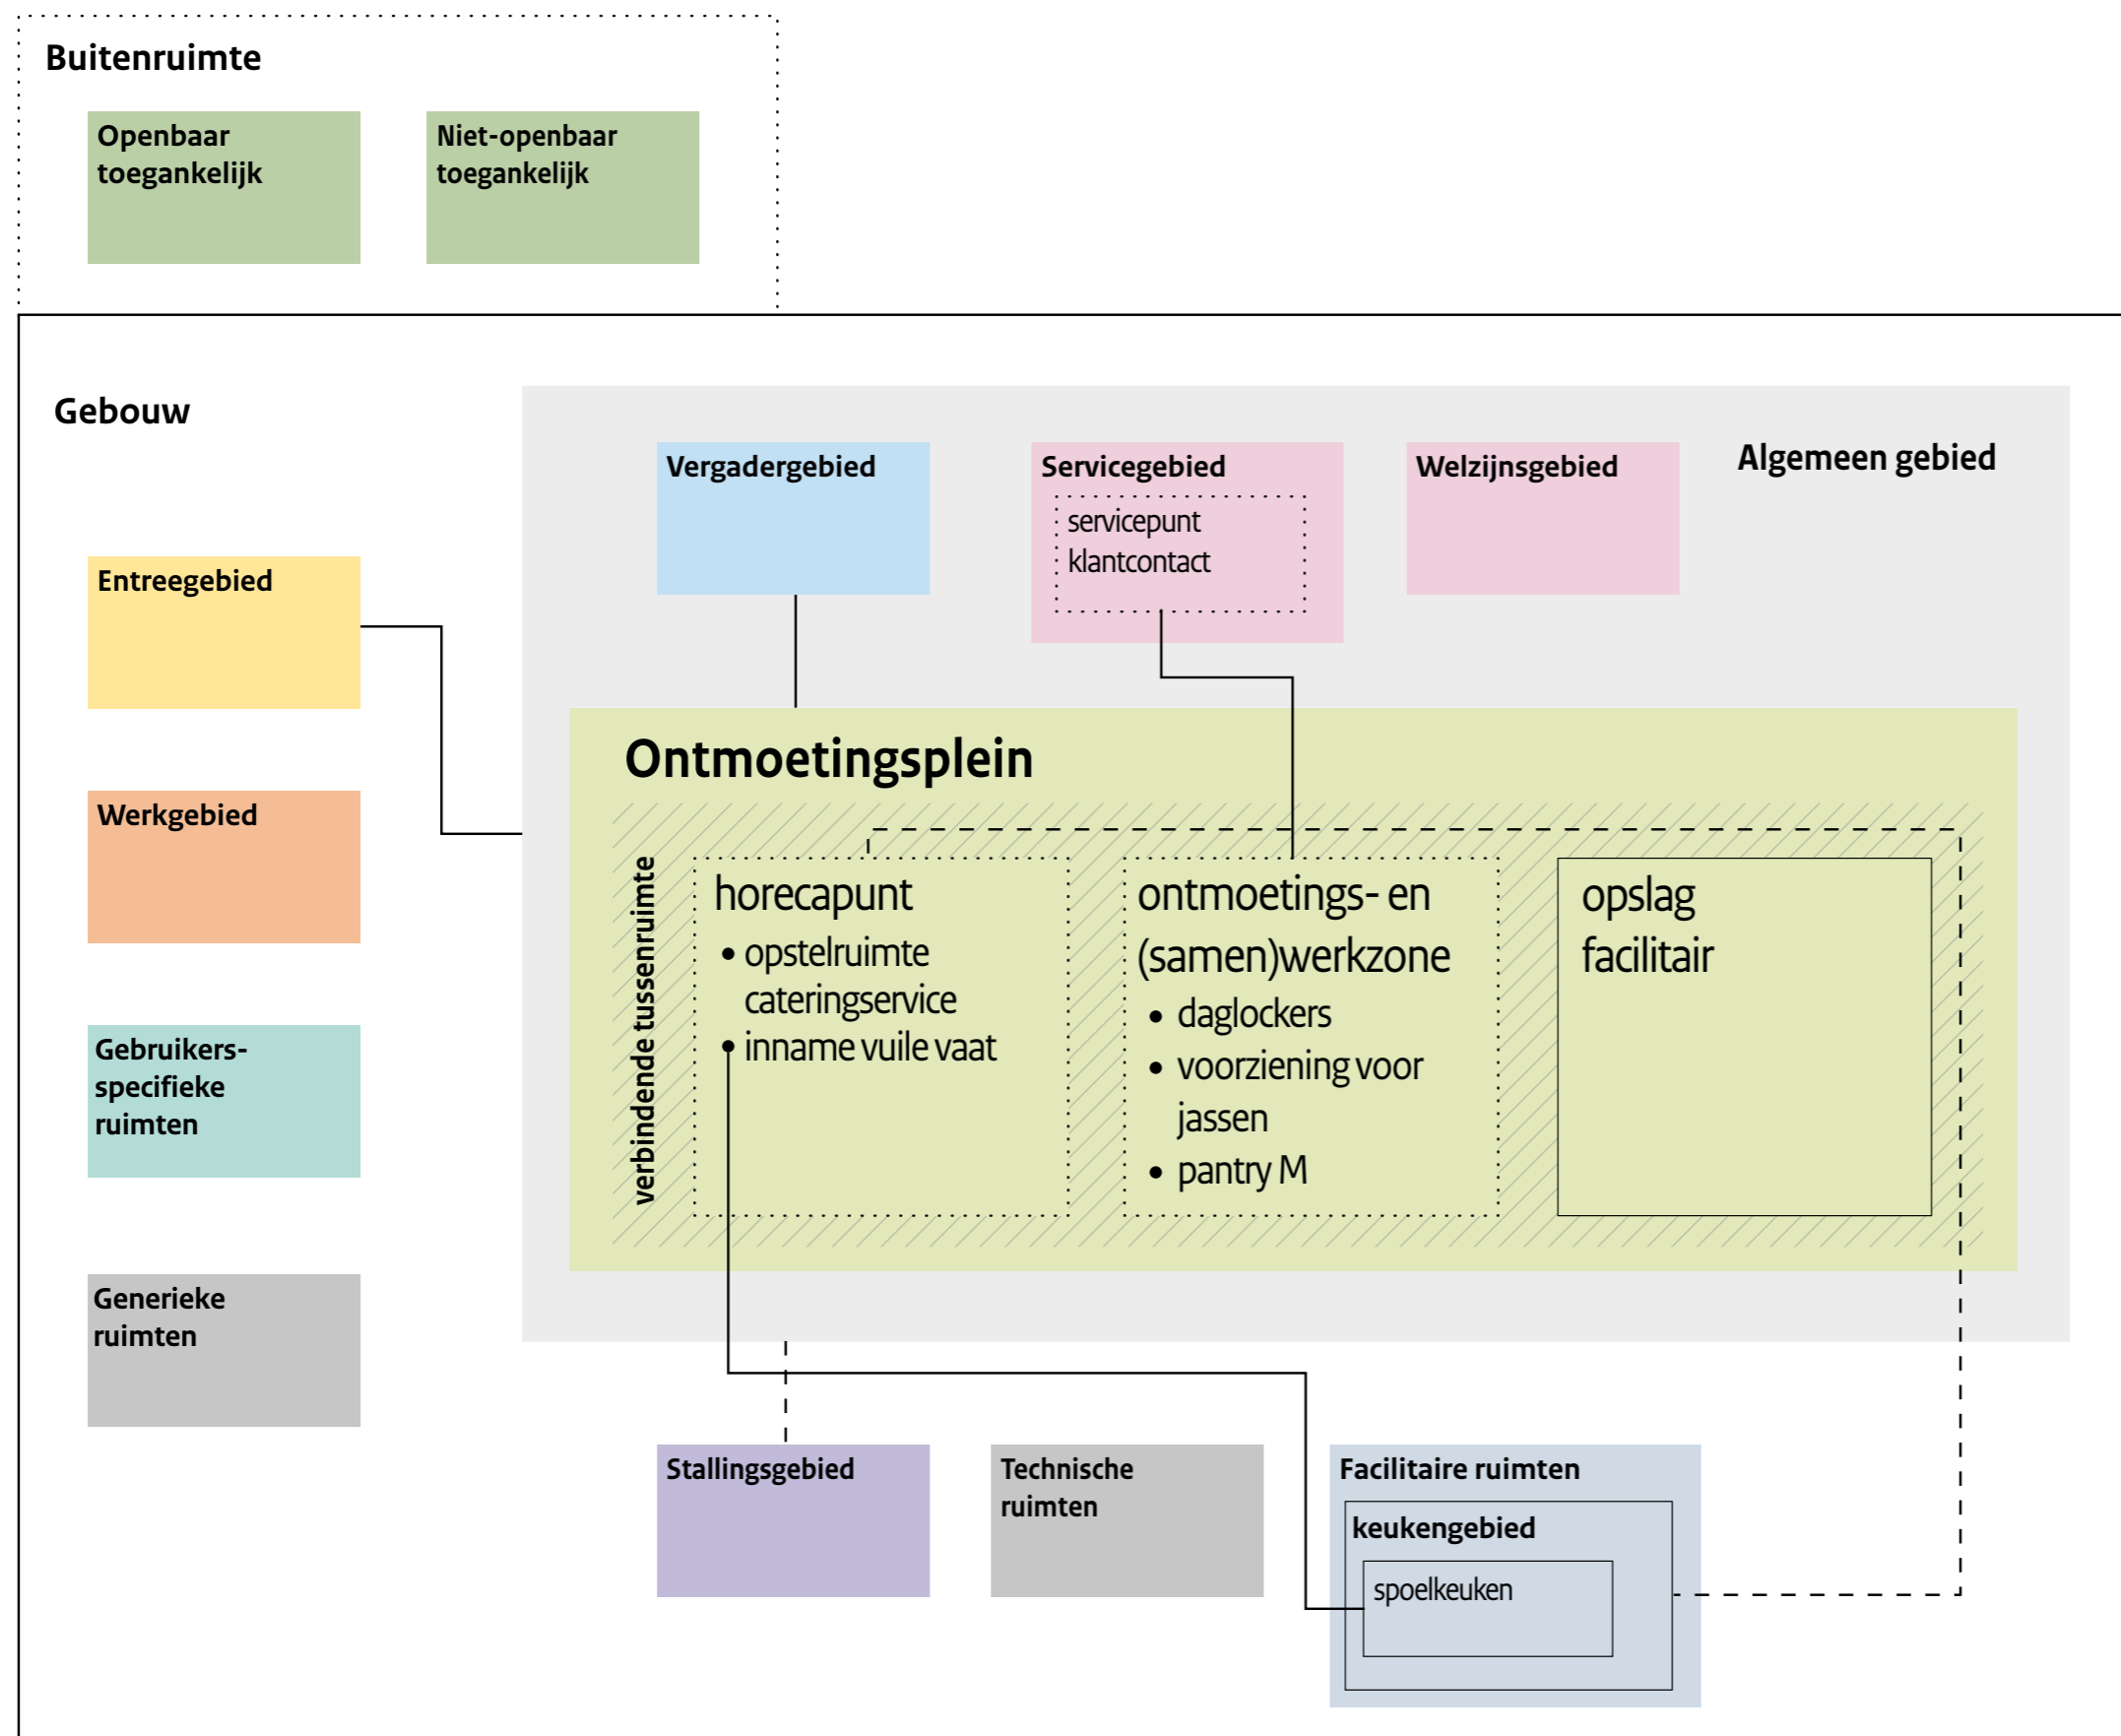 Buitenruimte
Openbaar
toegankelijk
Niet-openbaar
toegankelijk
Gebouw
Algemeen gebied
Vergadergebied
Servicegebied
servicepunt
klantcontact
Welzijnsgebied
Entreegebied
Werkgebied
Gebruikers-
specifieke
ruimten
Generieke
ruimten
Ontmoetingsplein
verbindende tussenruimte
horecapunt
• opstelruimte
cateringservice
• inname vuile vaat
ontmoetings- en
(samen)werkzone
• daglockers
• voorziening voor
jassen
• pantry M
opslag
facilitair
Stallingsgebied
Technische
ruimten
Facilitaire ruimten
keukengebied
spoelkeuken